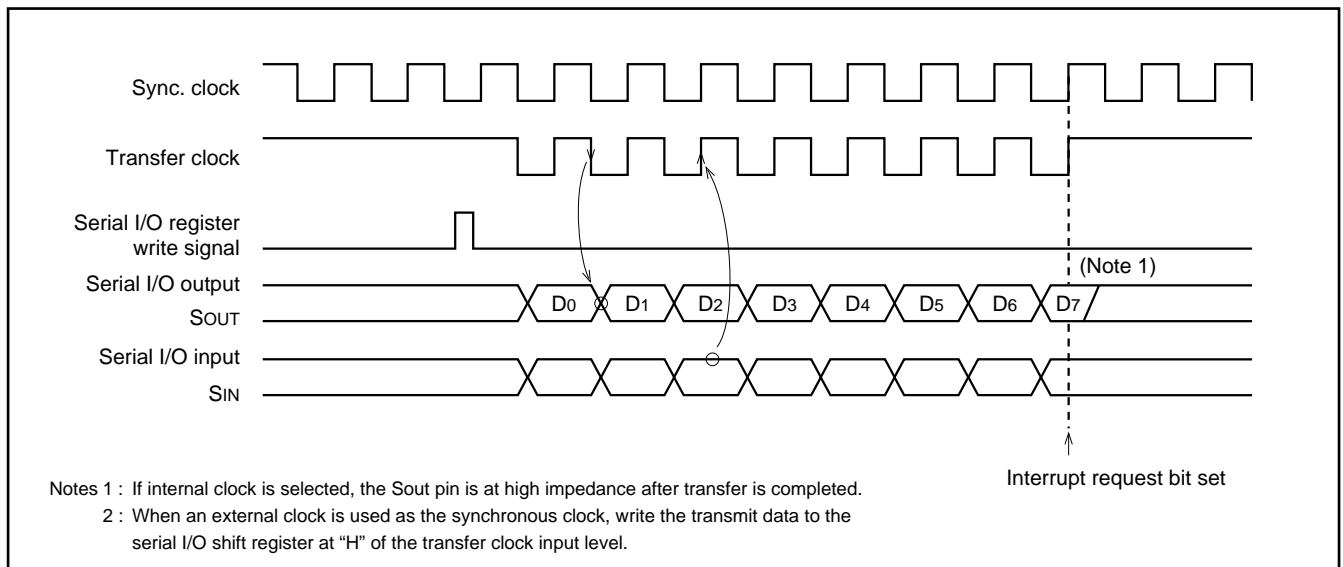 Sync. clock
Transfer clock
Serial I/O register
write signal
Serial I/O output
SOUT
(Note 1)
D0 D1 D2 D3 D4 D5 D6 D7
Serial I/O input
SIN
Interrupt request bit set
Notes 1 : If internal clock is selected, the Sout pin is at high impedance after transfer is completed.
2 : When an external clock is used as the synchronous clock, write the transmit data to the
serial I/O shift register at “H” of the transfer clock input level.